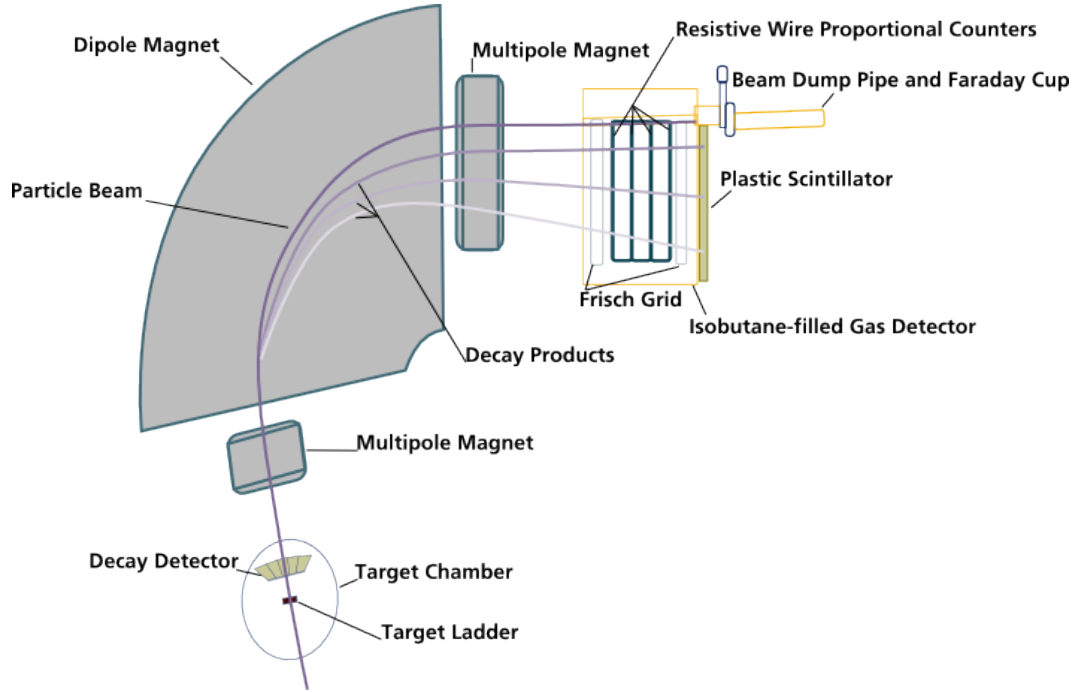 Resistive Wire Proportional Counters
Dipole Magnet
Multipole Magnet
Beam Dump Pipe and Faraday Cup
Particle Beam
Plastic Scintillator
Frisch Grid
Isobutane-filled Gas Detector
Decay Products
Multipole Magnet
Decay Detector
Target Chamber
Target Ladder